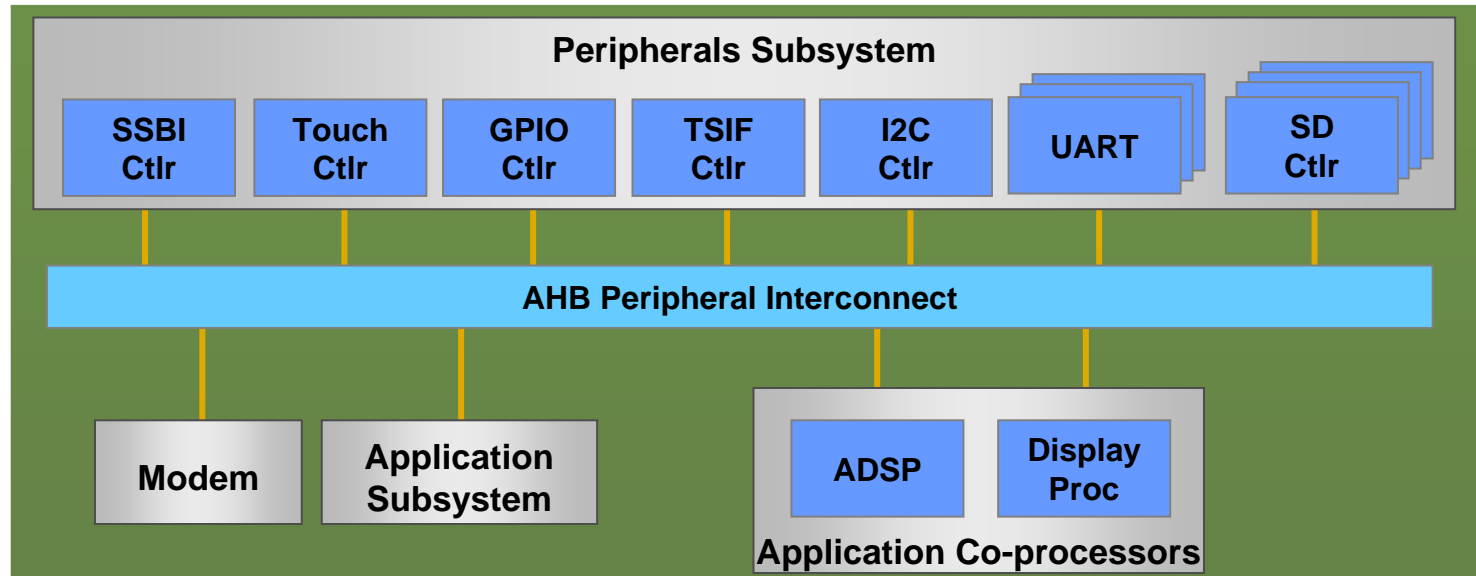 Peripherals Subsystem
SSBI
Ctlr
Touch
Ctlr
GPIO
Ctlr
TSIF
Ctlr
I2C
Ctlr
UART
SD
Ctlr
AHB Peripheral Interconnect
Modem
Application
Subsystem
ADSP
Display
Proc
Application Co-processors